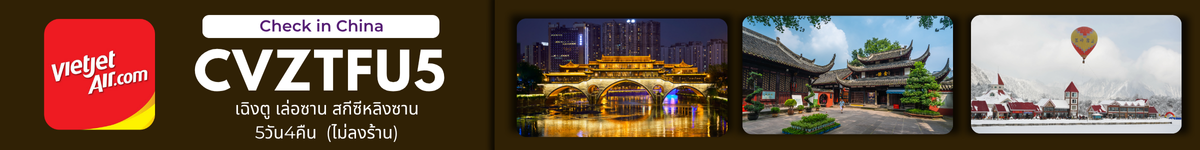 vietjet
Air.com
Check in China
CVZTFU5
เฉิงตู เล่อซาน สกีซีหลิงซาน
5วัน4คืน (ไม่ลงร้าน)